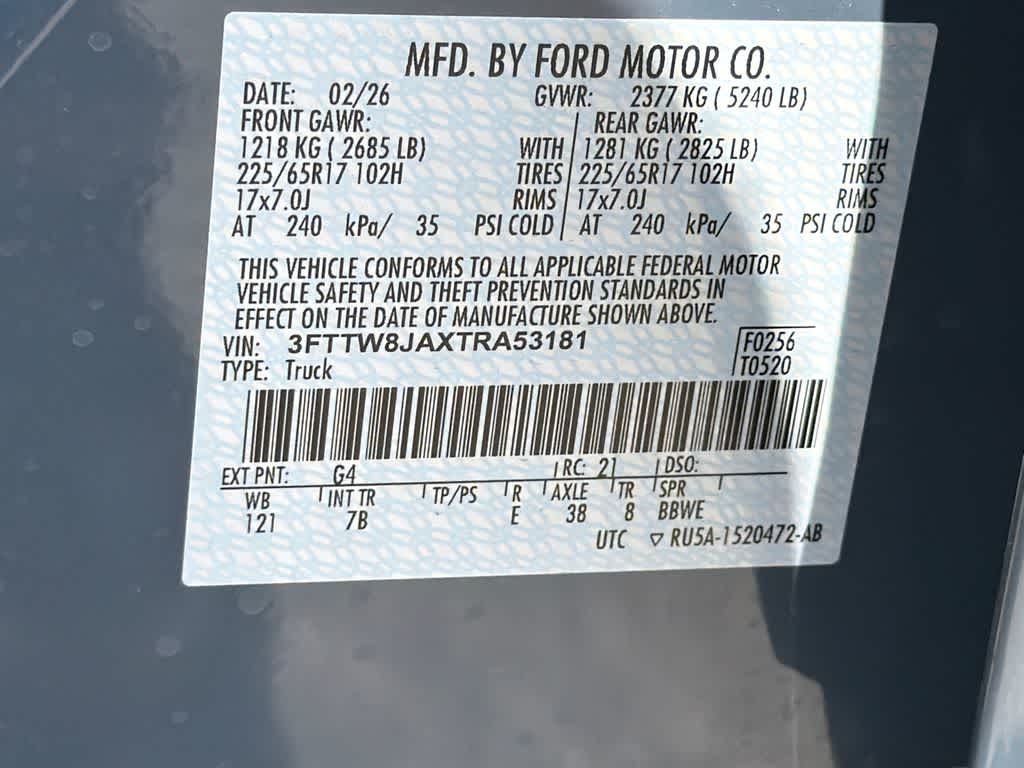 MFD. BY FORD MOTOR CO.
DATE: 02/26 GVWR: 2377 KG ( 5240 LB)
FRONT GAWR: REAR GAWR:
1218 KG ( 2685 LB) WITH 1281 KG ( 2825 LB) WITH
225/65R17 102H TIRES 225/65R17 102H TIRES
17x7.0J RIMS 17x7.0J RIMS
AT 240 kPa/ 35 PSI COLD AT 240 kPa/ 35 PSI COLD
THIS VEHICLE CONFORMS TO ALL APPLICABLE FEDERAL MOTOR
VEHICLE SAFETY AND THEFT PREVENTION STANDARDS IN
EFFECT ON THE DATE OF MANUFACTURE SHOWN ABOVE.
VIN: 3FTTW8JAXTRA53181 F0256
TYPE: Truck T0520
EXT PNT: G4 RC: 21 DSO:
WB INT TR TP/PS R AXLE TR SPR
121 7B E 38 8 BBWE
UTC ▽ RU5A-1520472-AB